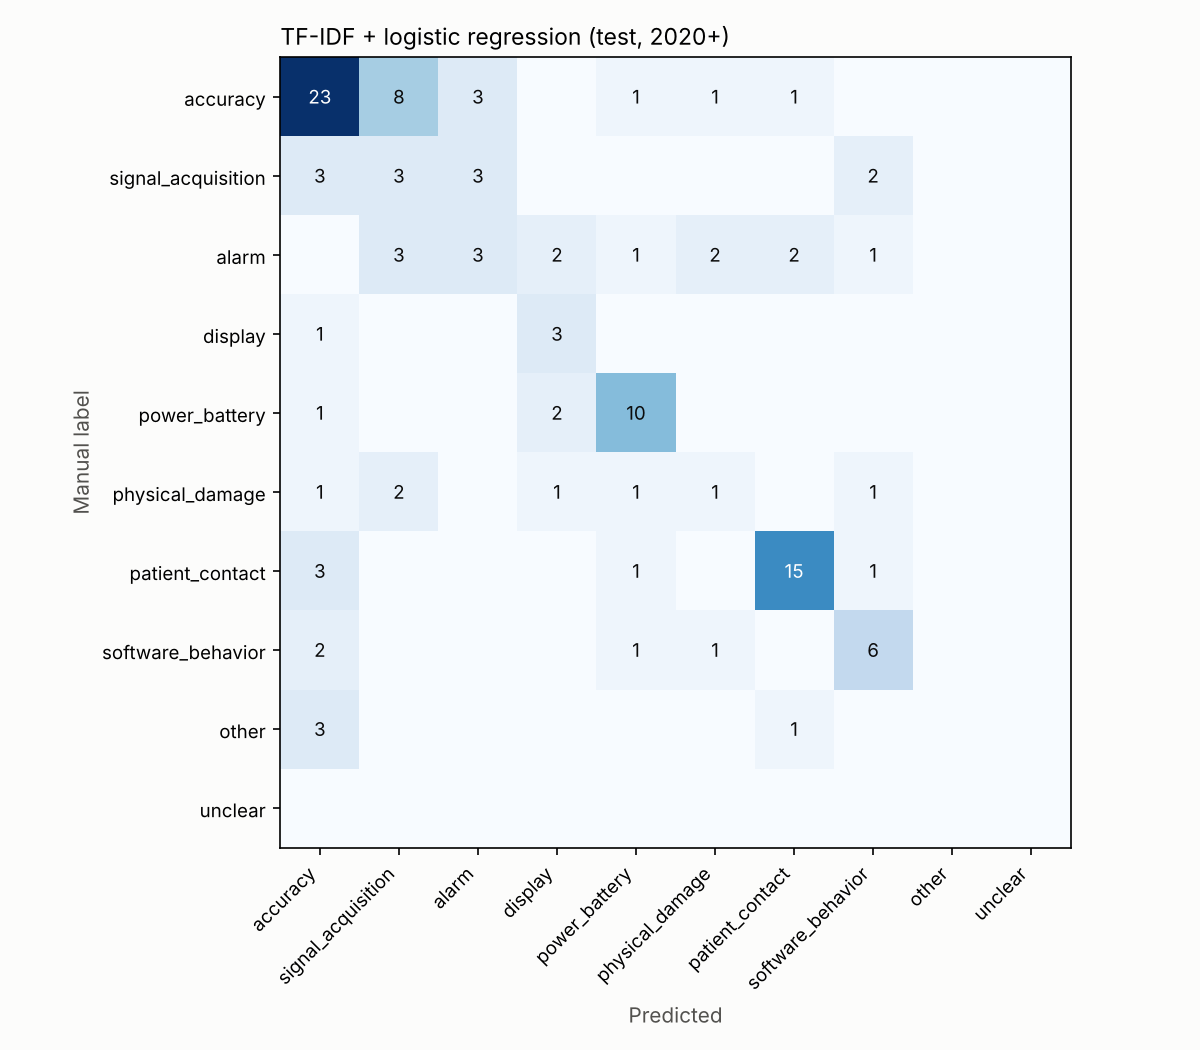 TF-IDF + logistic regression (test, 2020+)
accuracy 23 8 3 1 1 1
signal_acquisition 3 3 3 2
alarm 3 3 2 1 2 2 1
display 1 3
power_battery 1 2 10
physical_damage 1 2 1 1 1 1
patient_contact 3 1 15 1
software_behavior 2 1 1 6
other 3 1
unclear
Manual label
accuracy
signal_acquisition
alarm
display
power_battery
physical_damage
patient_contact
software_behavior
other
unclear
Predicted